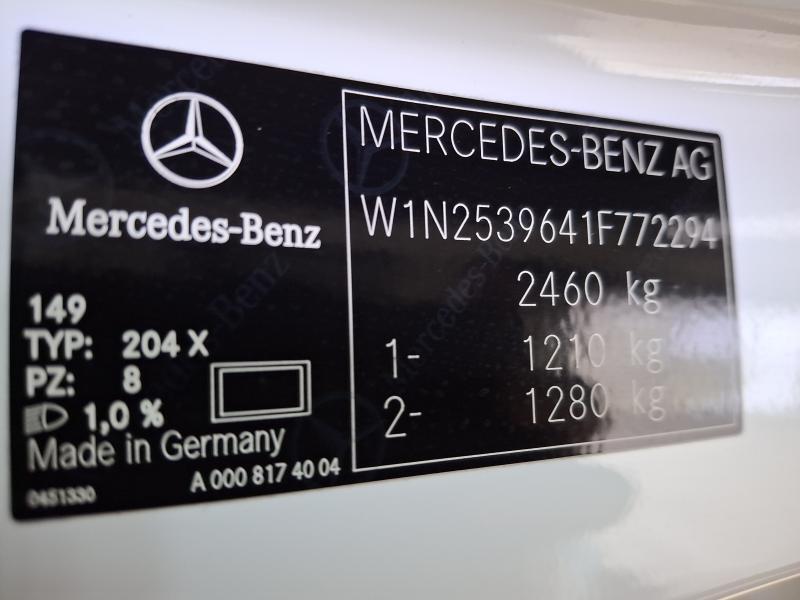 Mercedes-Benz
149
TYP: 204 X
PZ: 8
1,0 %
Made in Germany
A 000 817 40 04
0451330
MERCEDES-BENZ AG
W1N2539641F772294
2460 kg
1- 1210 kg
2- 1280 kg